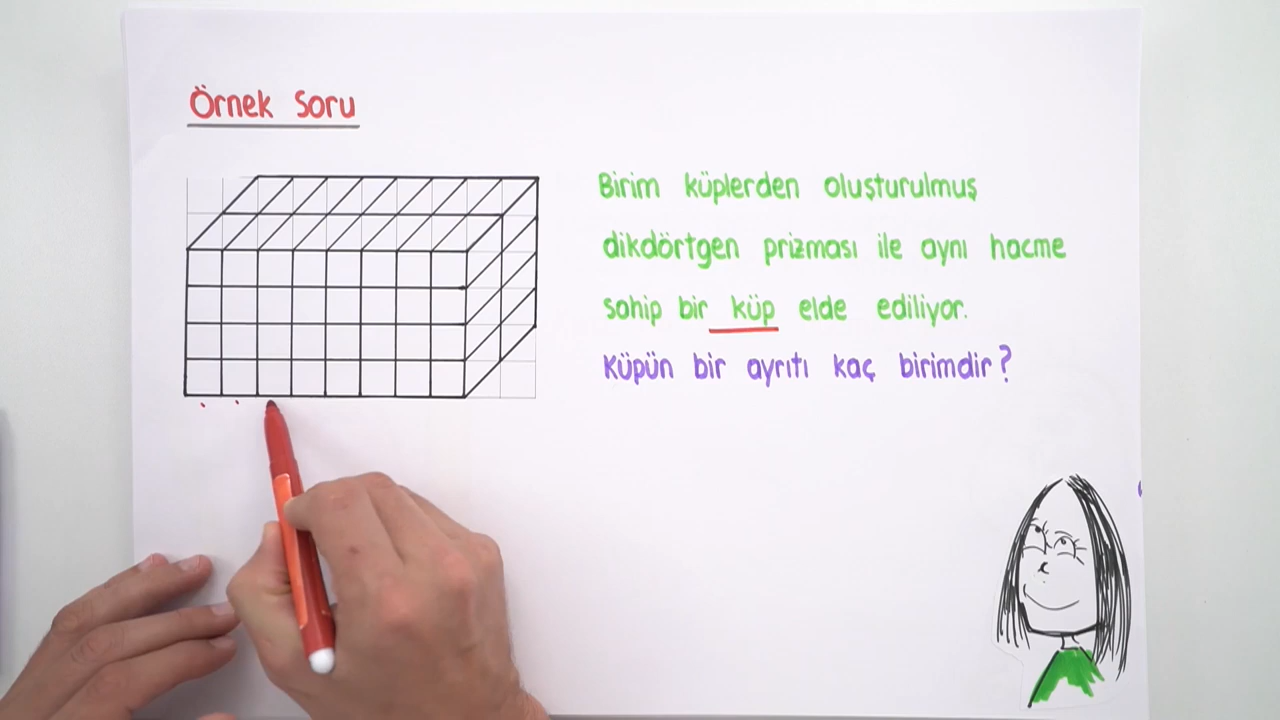 Örnek Soru
Birim küplerden oluşturulmuş
dikdörtgen prizması ile aynı hacme
sahip bir küp elde ediliyor.
Küpün bir ayrıtı kaç birimdir?